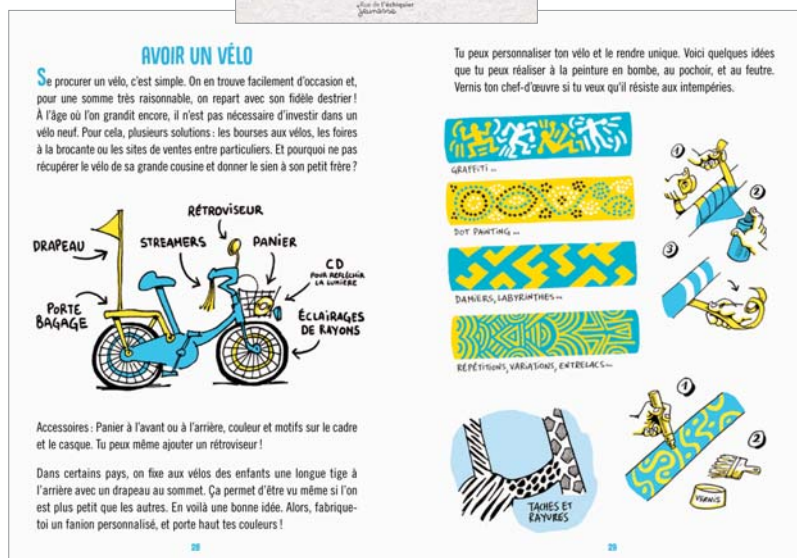 Rue de l'échiquier
jeunesse
AVOIR UN VÉLO
Se procurer un vélo, c'est simple. On en trouve facilement d'occasion et,
pour une somme très raisonnable, on repart avec son fidèle destrier !
À l'âge où l'on grandit encore, il n'est pas nécessaire d'investir dans un
vélo neuf. Pour cela, plusieurs solutions : les bourses aux vélos, les foires
à la brocante ou les sites de ventes entre particuliers. Et pourquoi ne pas
récupérer le vélo de sa grande cousine et donner le sien à son petit frère ?
RÉTROVISEUR
DRAPEAU
STREAMERS
PANIER
CD
POUR REFLÉCHIR
LA LUMIÈRE
PORTE
BAGAGE
ÉCLAIRAGES
DE RAYONS
Accessoires : Panier à l'avant ou à l'arrière, couleur et motifs sur le cadre
et le casque. Tu peux même ajouter un rétroviseur !
Dans certains pays, on fixe aux vélos des enfants une longue tige à
l'arrière avec un drapeau au sommet. Ça permet d'être vu même si l'on
est plus petit que les autres. En voilà une bonne idée. Alors, fabrique-
toi un fanion personnalisé, et porte haut tes couleurs !
28
Tu peux personnaliser ton vélo et le rendre unique. Voici quelques idées
que tu peux réaliser à la peinture en bombe, au pochoir, et au feutre.
Vernis ton chef-d'œuvre si tu veux qu'il résiste aux intempéries.
GRAFFITI ...
DOT PAINTING ...
DAMIERS, LABYRINTHES ...
RÉPÉTITIONS, VARIATIONS, ENTRELACS ...
1
2
3
TACHES ET
RAYURES
1
2
VERNIS
29